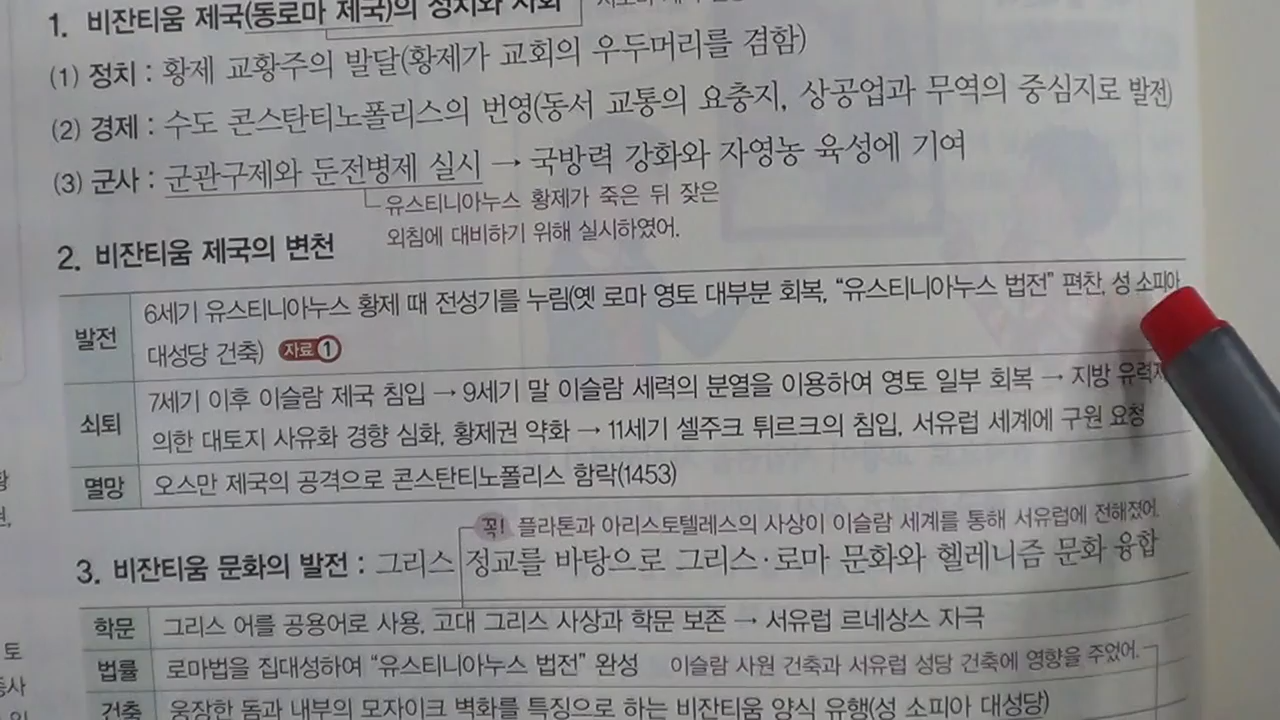 1. 비잔티움 제국(동로마 제국)의 정치와 사회
(1) 정치 : 황제 교황주의 발달(황제가 교회의 우두머리를 겸함)
(2) 경제 : 수도 콘스탄티노폴리스의 번영(동서 교통의 요충지, 상공업과 무역의 중심지로 발전)
(3) 군사 : 군관구제와 둔전병제 실시 → 국방력 강화와 자영농 육성에 기여
유스티니아누스 황제가 죽은 뒤 잦은
외침에 대비하기 위해 실시하였어.
2. 비잔티움 제국의 변천
발전 6세기 유스티니아누스 황제 때 전성기를 누림(옛 로마 영토 대부분 회복, “유스티니아누스 법전” 편찬, 성 소피아
대성당 건축) 자료 1
쇠퇴 7세기 이후 이슬람 제국 침입 → 9세기 말 이슬람 세력의 분열을 이용하여 영토 일부 회복 → 지방
의한 대토지 사유화 경향 심화, 황제권 약화 → 11세기 셀주크 튀르크의 침입, 서유럽 세계에 구원 요청
멸망 오스만 제국의 공격으로 콘스탄티노폴리스 함락(1453)
꼭! 플라톤과 아리스토텔레스의 사상이 이슬람 세계를 통해 서유럽에 전해졌어.
3. 비잔티움 문화의 발전 : 그리스 정교를 바탕으로 그리스·로마 문화와 헬레니즘 문화 융합
학문 그리스 어를 공용어로 사용, 고대 그리스 사상과 학문 보존 → 서유럽 르네상스 자극
법률 로마법을 집대성하여 “유스티니아누스 법전” 완성 이슬람 사원 건축과 서유럽 성당 건축에 영향을 주었어.
건축 웅장한 돔과 내부의 모자이크 벽화를 특징으로 하는 비잔티움 양식 유행(성 소피아 대성당)
토